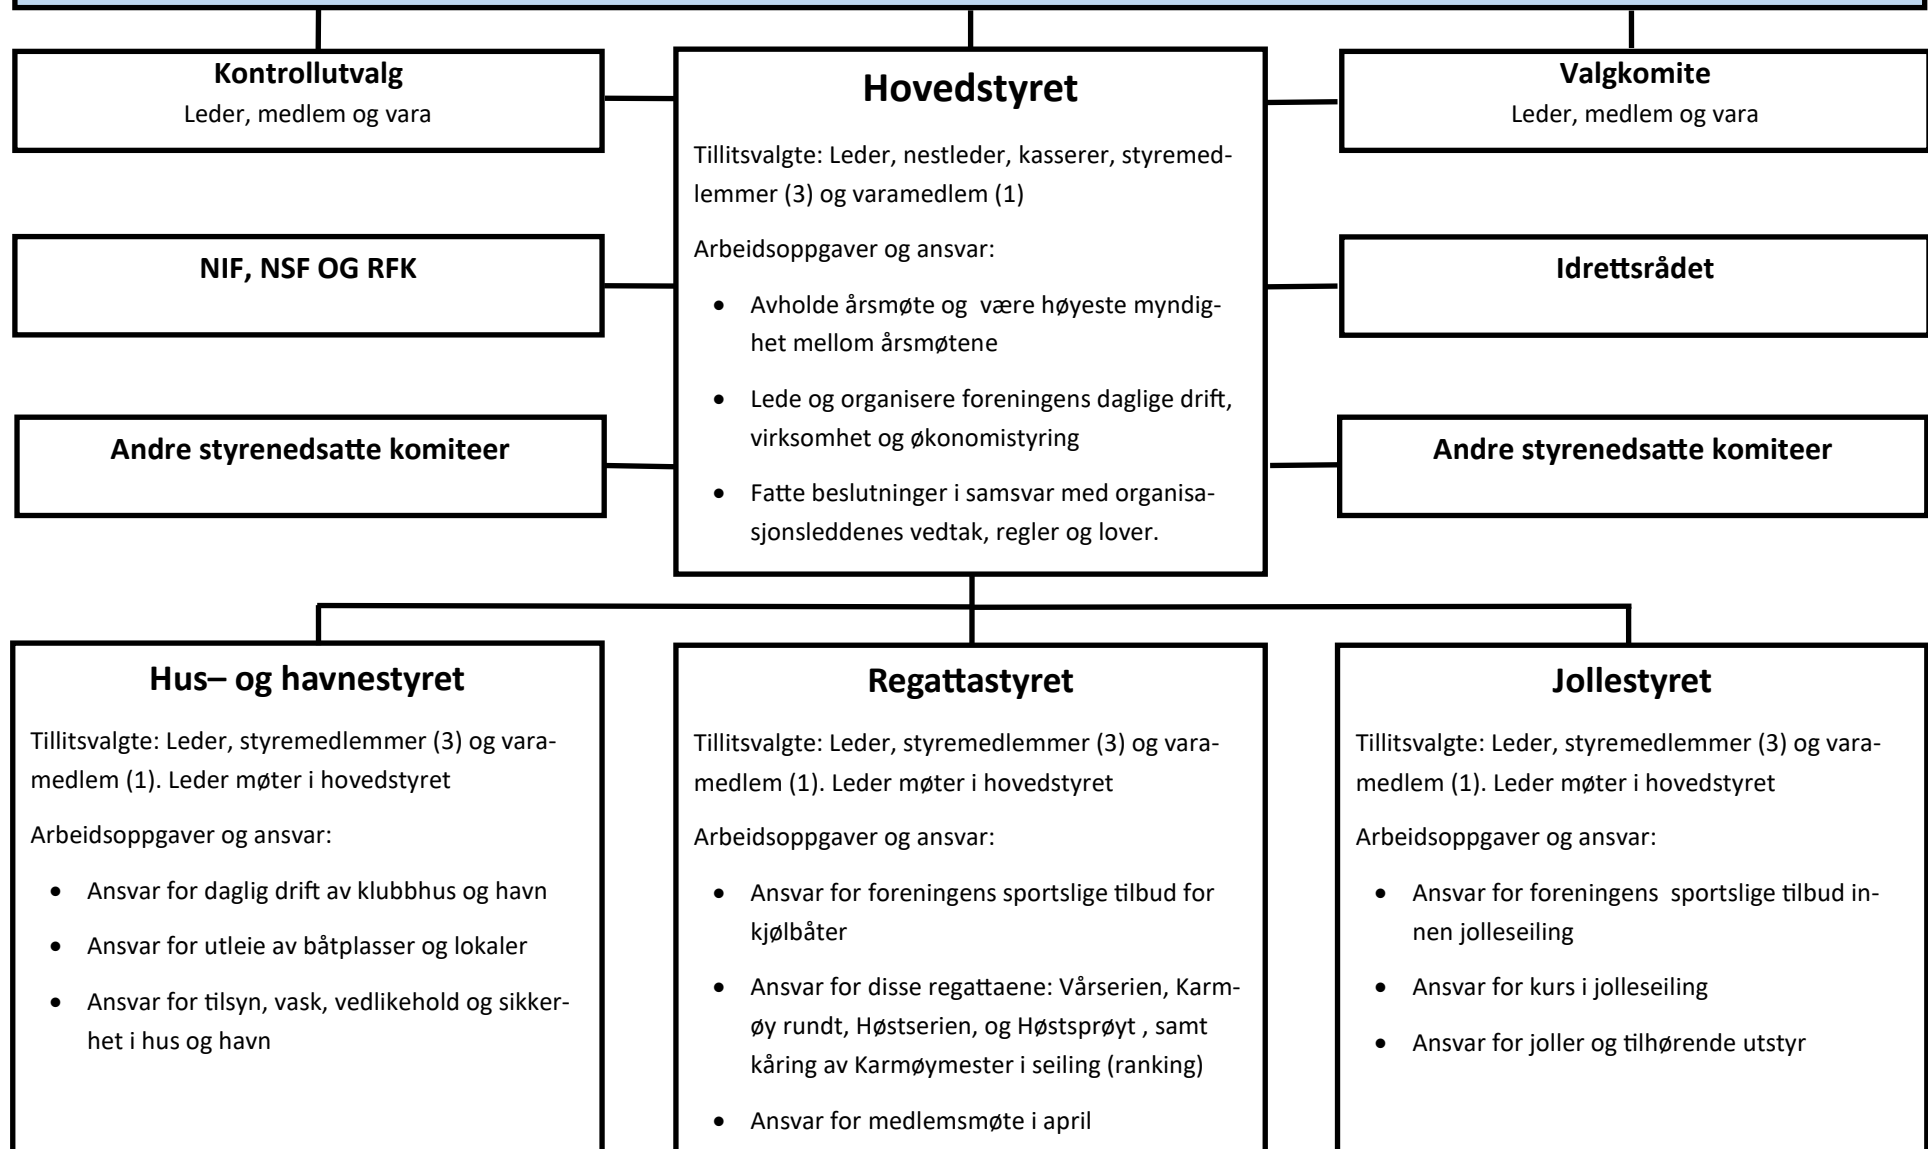 Kontrollutvalg
Leder, medlem og vara
Hovedstyret
Tillitsvalgte: Leder, nestleder, kasserer, styremed-
lemmer (3) og varamedlem (1)
Arbeidsoppgaver og ansvar:
• Avholde årsmøte og  være høyeste myndig-
het mellom årsmøtene
• Lede og organisere foreningens daglige drift,
virksomhet og økonomistyring
• Fatte beslutninger i samsvar med organisa-
sjonsleddenes vedtak, regler og lover.
Valgkomite
Leder, medlem og vara
NIF, NSF OG RFK
Idrettsrådet
Andre styrenedsatte komiteer
Andre styrenedsatte komiteer
Hus– og havnestyret
Tillitsvalgte: Leder, styremedlemmer (3) og vara-
medlem (1). Leder møter i hovedstyret
Arbeidsoppgaver og ansvar:
• Ansvar for daglig drift av klubbhus og havn
• Ansvar for utleie av båtplasser og lokaler
• Ansvar for tilsyn, vask, vedlikehold og sikker-
het i hus og havn
Regattastyret
Tillitsvalgte: Leder, styremedlemmer (3) og vara-
medlem (1). Leder møter i hovedstyret
Arbeidsoppgaver og ansvar:
• Ansvar for foreningens sportslige tilbud for
kjølbåter
• Ansvar for disse regattaene: Vårserien, Karm-
øy rundt, Høstserien, og Høstsprøyt , samt
kåring av Karmøymester i seiling (ranking)
• Ansvar for medlemsmøte i april
Jollestyret
Tillitsvalgte: Leder, styremedlemmer (3) og vara-
medlem (1). Leder møter i hovedstyret
Arbeidsoppgaver og ansvar:
• Ansvar for foreningens  sportslige tilbud in-
nen jolleseiling
• Ansvar for kurs i jolleseiling
• Ansvar for joller og tilhørende utstyr